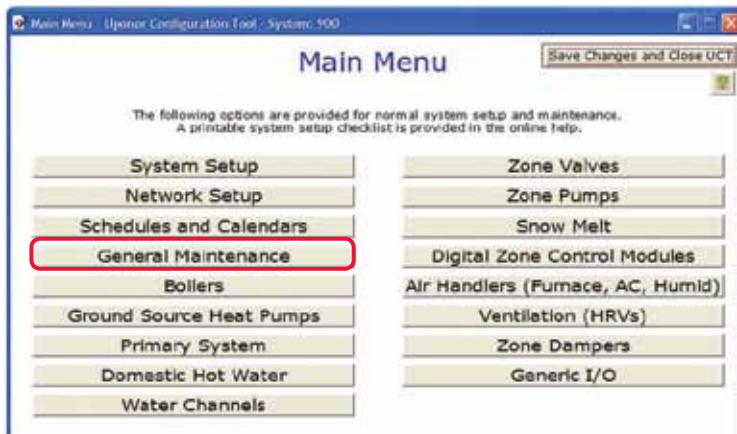 Main Menu - Uponor Configuration Tool - System: 900
Main Menu
Save Changes and Close UCT
The following options are provided for normal system setup and maintenance.
A printable system setup checklist is provided in the online help.
System Setup
Network Setup
Schedules and Calendars
General Maintenance
Boilers
Ground Source Heat Pumps
Primary System
Domestic Hot Water
Water Channels
Zone Valves
Zone Pumps
Snow Melt
Digital Zone Control Modules
Air Handlers (Furnace, AC, Humid)
Ventilation (HRVs)
Zone Dampers
Generic I/O